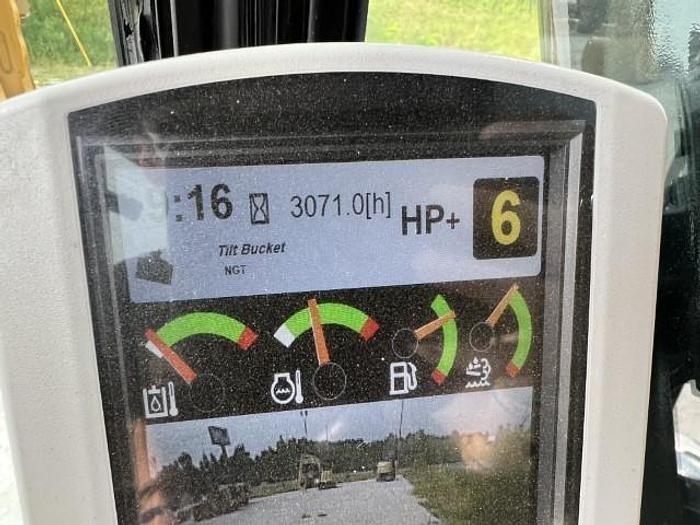 :16 3071.0[h] HP+ 6
Tilt Bucket
NGT